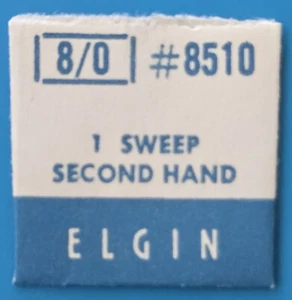 8/0 #8510
1 SWEEP
SECOND HAND
ELGIN